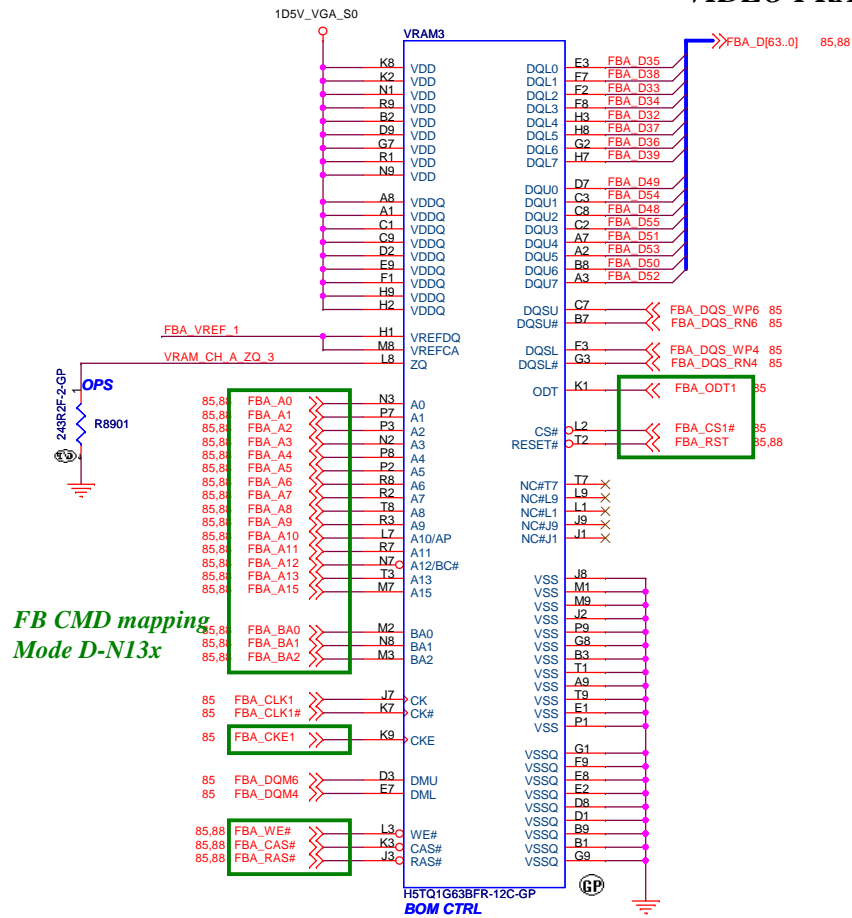 1D5V_VGA_S0
VRAM3
FBA_D[63..0] 85,88
K8 VDD DQL0 E3 FBA_D35
K2 VDD DQL1 F7 FBA_D38
N1 VDD DQL2 F2 FBA_D33
R9 VDD DQL3 F8 FBA_D34
B2 VDD DQL4 H3 FBA_D32
D9 VDD DQL5 H8 FBA_D37
G7 VDD DQL6 G2 FBA_D36
R1 VDD DQL7 H7 FBA_D39
N9 VDD
DQU0 D7 FBA_D49
A8 VDDQ DQU1 C3 FBA_D54
A1 VDDQ DQU2 C8 FBA_D48
C1 VDDQ DQU3 C2 FBA_D55
C9 VDDQ DQU4 A7 FBA_D51
D2 VDDQ DQU5 A2 FBA_D53
E9 VDDQ DQU6 B8 FBA_D50
F1 VDDQ DQU7 A3 FBA_D52
H9 VDDQ
H2 VDDQ DQSU C7 FBA_DQS_WP6 85
DQSU# B7 FBA_DQS_RN6 85
FBA_VREF_1 H1 VREFDQ
M8 VREFCA DQSL F3 FBA_DQS_WP4 85
VRAM_CH_A_ZQ_3 L8 ZQ DQSL# G3 FBA_DQS_RN4 85
243R2F-2-GP 1 OPS
R8901
ODT K1 FBA_ODT1 85
CS# L2 FBA_CS1# 85
RESET# T2 FBA_RST 85,88
85,88 FBA_A0 N3 A0
85,88 FBA_A1 P7 A1
85,88 FBA_A2 P3 A2
85,88 FBA_A3 N2 A3
85,88 FBA_A4 P8 A4
85,88 FBA_A5 P2 A5
85,88 FBA_A6 R8 A6
85,88 FBA_A7 R2 A7
85,88 FBA_A8 T8 A8
85,88 FBA_A9 R3 A9
85,88 FBA_A10 L7 A10/AP
85,88 FBA_A11 R7 A11
85,88 FBA_A12 N7 A12/BC#
85,88 FBA_A13 T3 A13
85,88 FBA_A15 M7 A15
NC#T7 T7
NC#L9 L9
NC#L1 L1
NC#J9 J9
NC#J1 J1
FB CMD mapping
Mode D-N13x
85,88 FBA_BA0 M2 BA0
85,88 FBA_BA1 N8 BA1
85,88 FBA_BA2 M3 BA2
VSS J8
VSS M1
VSS M9
VSS J2
VSS P9
VSS G8
VSS B3
VSS T1
VSS A9
VSS T9
VSS E1
VSS P1
85 FBA_CLK1 J7 CK
85 FBA_CLK1# K7 CK#
85 FBA_CKE1 K9 CKE
85 FBA_DQM6 D3 DMU
85 FBA_DQM4 E7 DML
85,88 FBA_WE# L3 WE#
85,88 FBA_CAS# K3 CAS#
85,88 FBA_RAS# J3 RAS#
VSSQ G1
VSSQ F9
VSSQ E8
VSSQ E2
VSSQ D8
VSSQ D1
VSSQ B9
VSSQ B1
VSSQ G9
H5TQ1G63BFR-12C-GP
GP
BOM CTRL